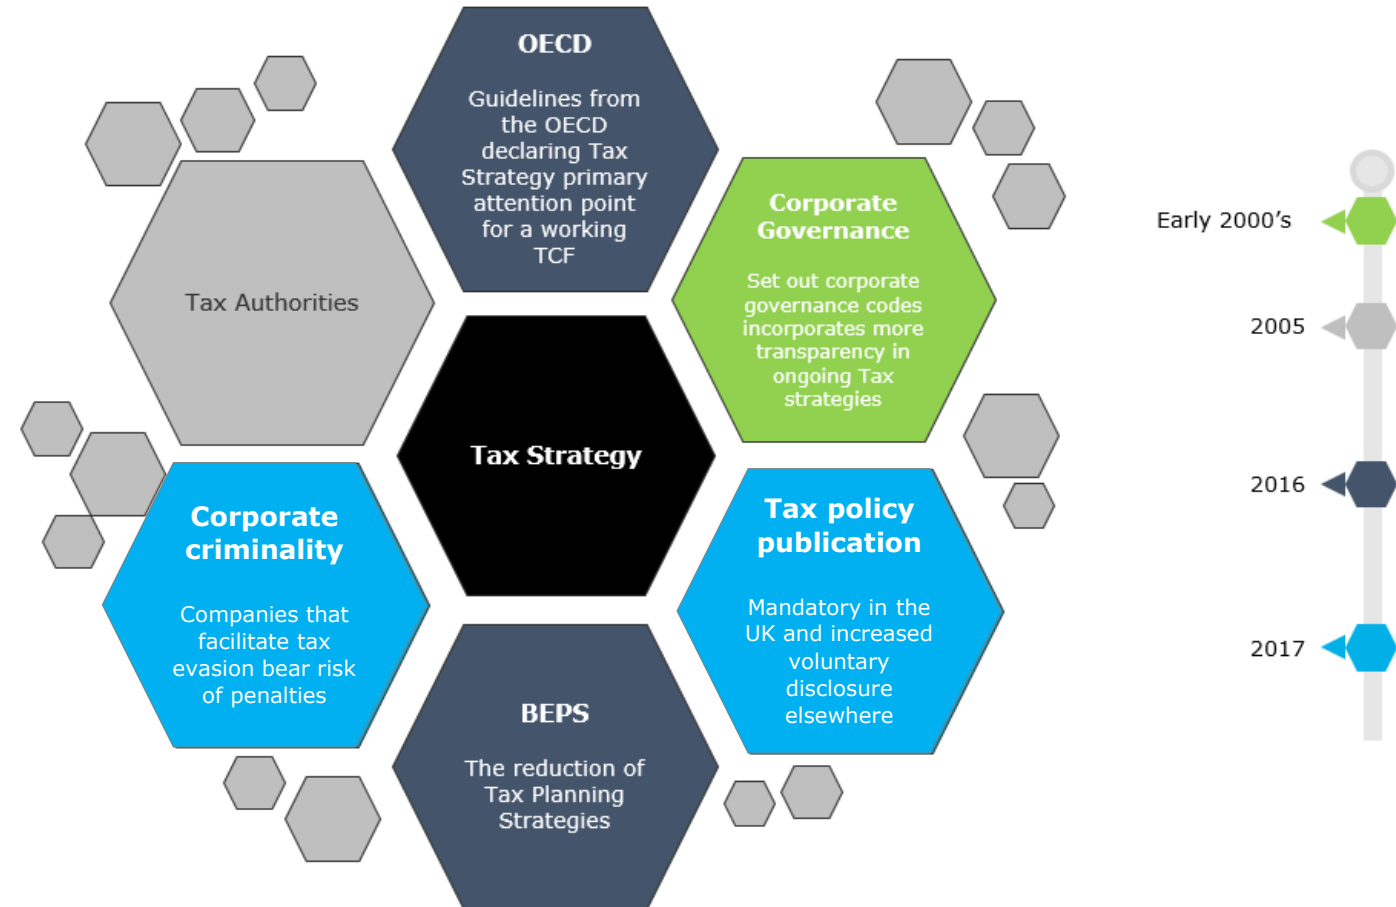 OECD
Guidelines from
the OECD
declaring Tax
Strategy primary
attention point
for a working
TCF
Corporate
Governance
Set out corporate
governance codes
incorporates more
transparency in
ongoing Tax
strategies
Tax Authorities
Tax Strategy
Corporate
criminality
Companies that
facilitate tax
evasion bear risk
of penalties
Tax policy
publication
Mandatory in the
UK and increased
voluntary
disclosure
elsewhere
BEPS
The reduction of
Tax Planning
Strategies
Early 2000’s
2005
2016
2017